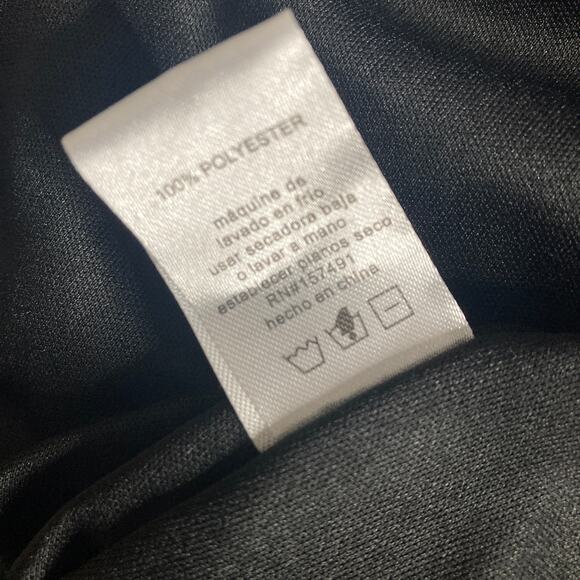 100% POLYESTER
máquine de
lavado en frío
usar secadora baja
o lavar a mano
establecer planos seco
RN#157491
hecho en china